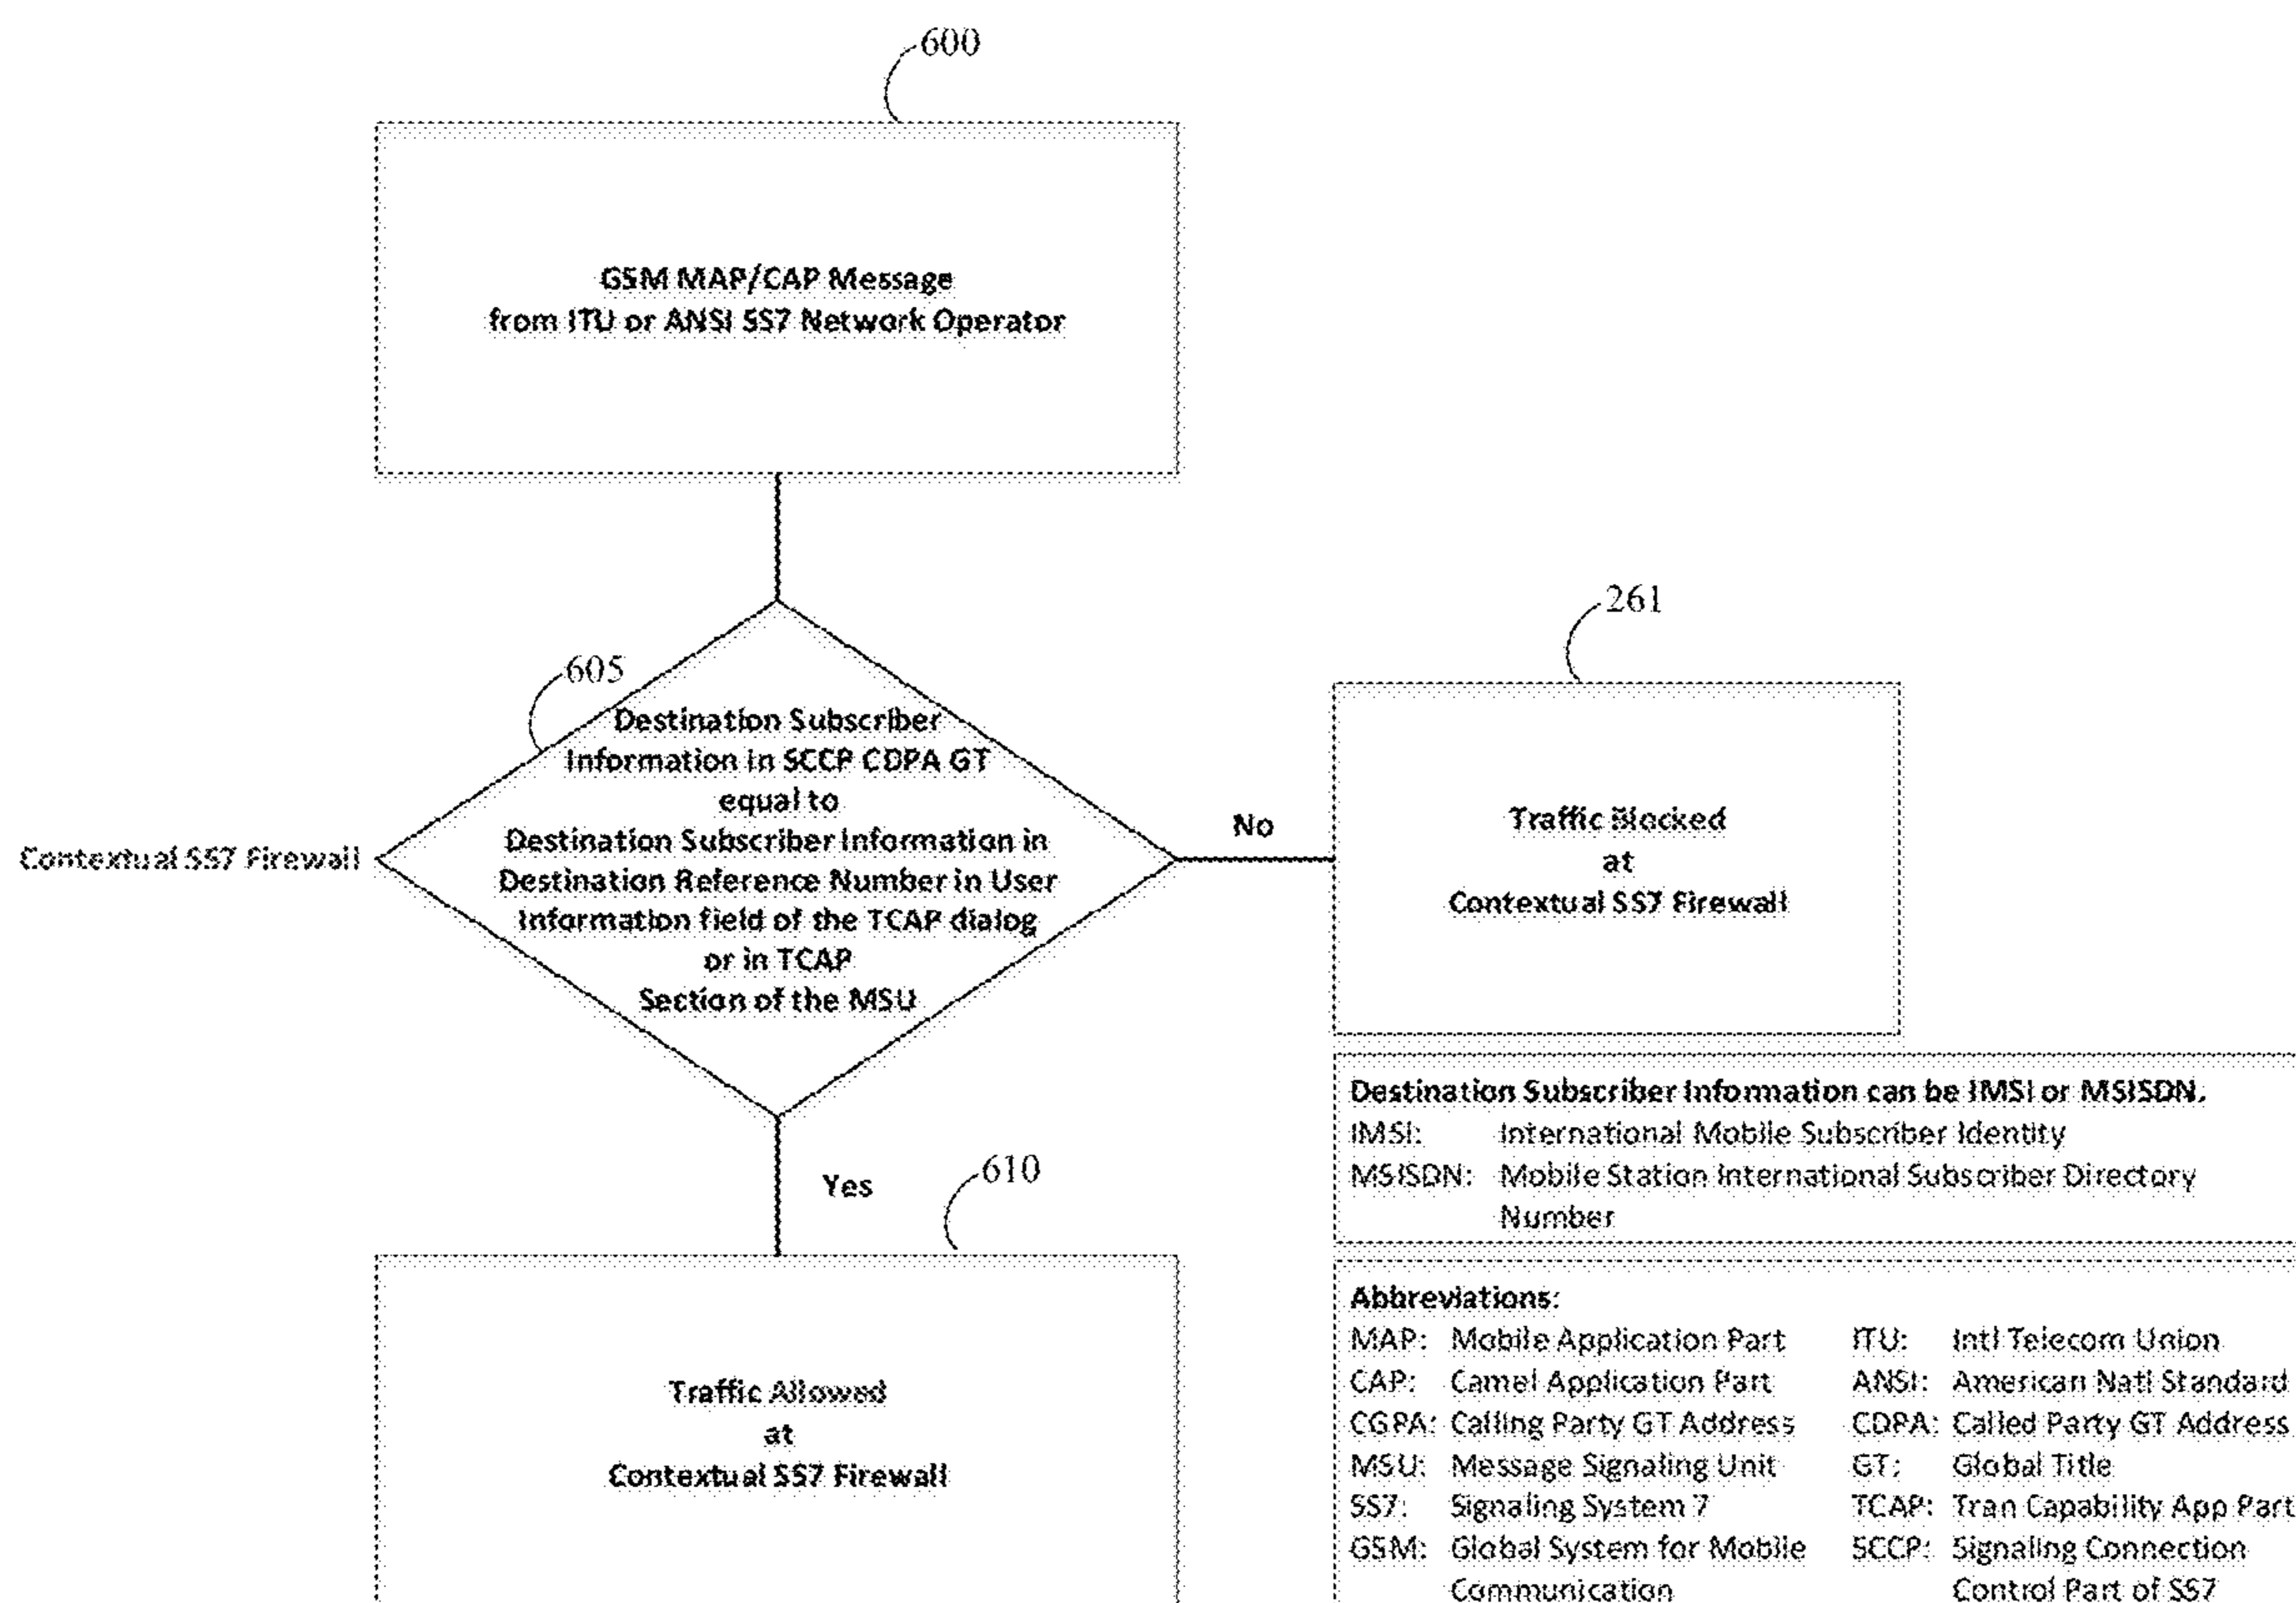 600
GSM MAP/CAP Message
from ITU or ANSI SS7 Network Operator
605
Destination Subscriber
Information in SCCP CDPA GT
equal to
Destination Subscriber Information in
Destination Reference Number in User
Information field of the TCAP dialog
or in TCAP
Section of the MSU
Contextual SS7 Firewall
No
261
Traffic Blocked
at
Contextual SS7 Firewall
Yes
610
Traffic Allowed
at
Contextual SS7 Firewall
Destination Subscriber Information can be IMSI or MSISDN.
IMSI: International Mobile Subscriber Identity
MSISDN: Mobile Station International Subscriber Directory
Number
Abbreviations:
MAP: Mobile Application Part ITU: Intl Telecom Union
CAP: Camel Application Part ANSI: American Natl Standard
CGPA: Calling Party GT Address CDPA: Called Party GT Address
MSU: Message Signaling Unit GT: Global Title
SS7: Signaling System 7 TCAP: Tran Capability App Part
GSM: Global System for Mobile SCCP: Signaling Connection
Communication Control Part of SS7